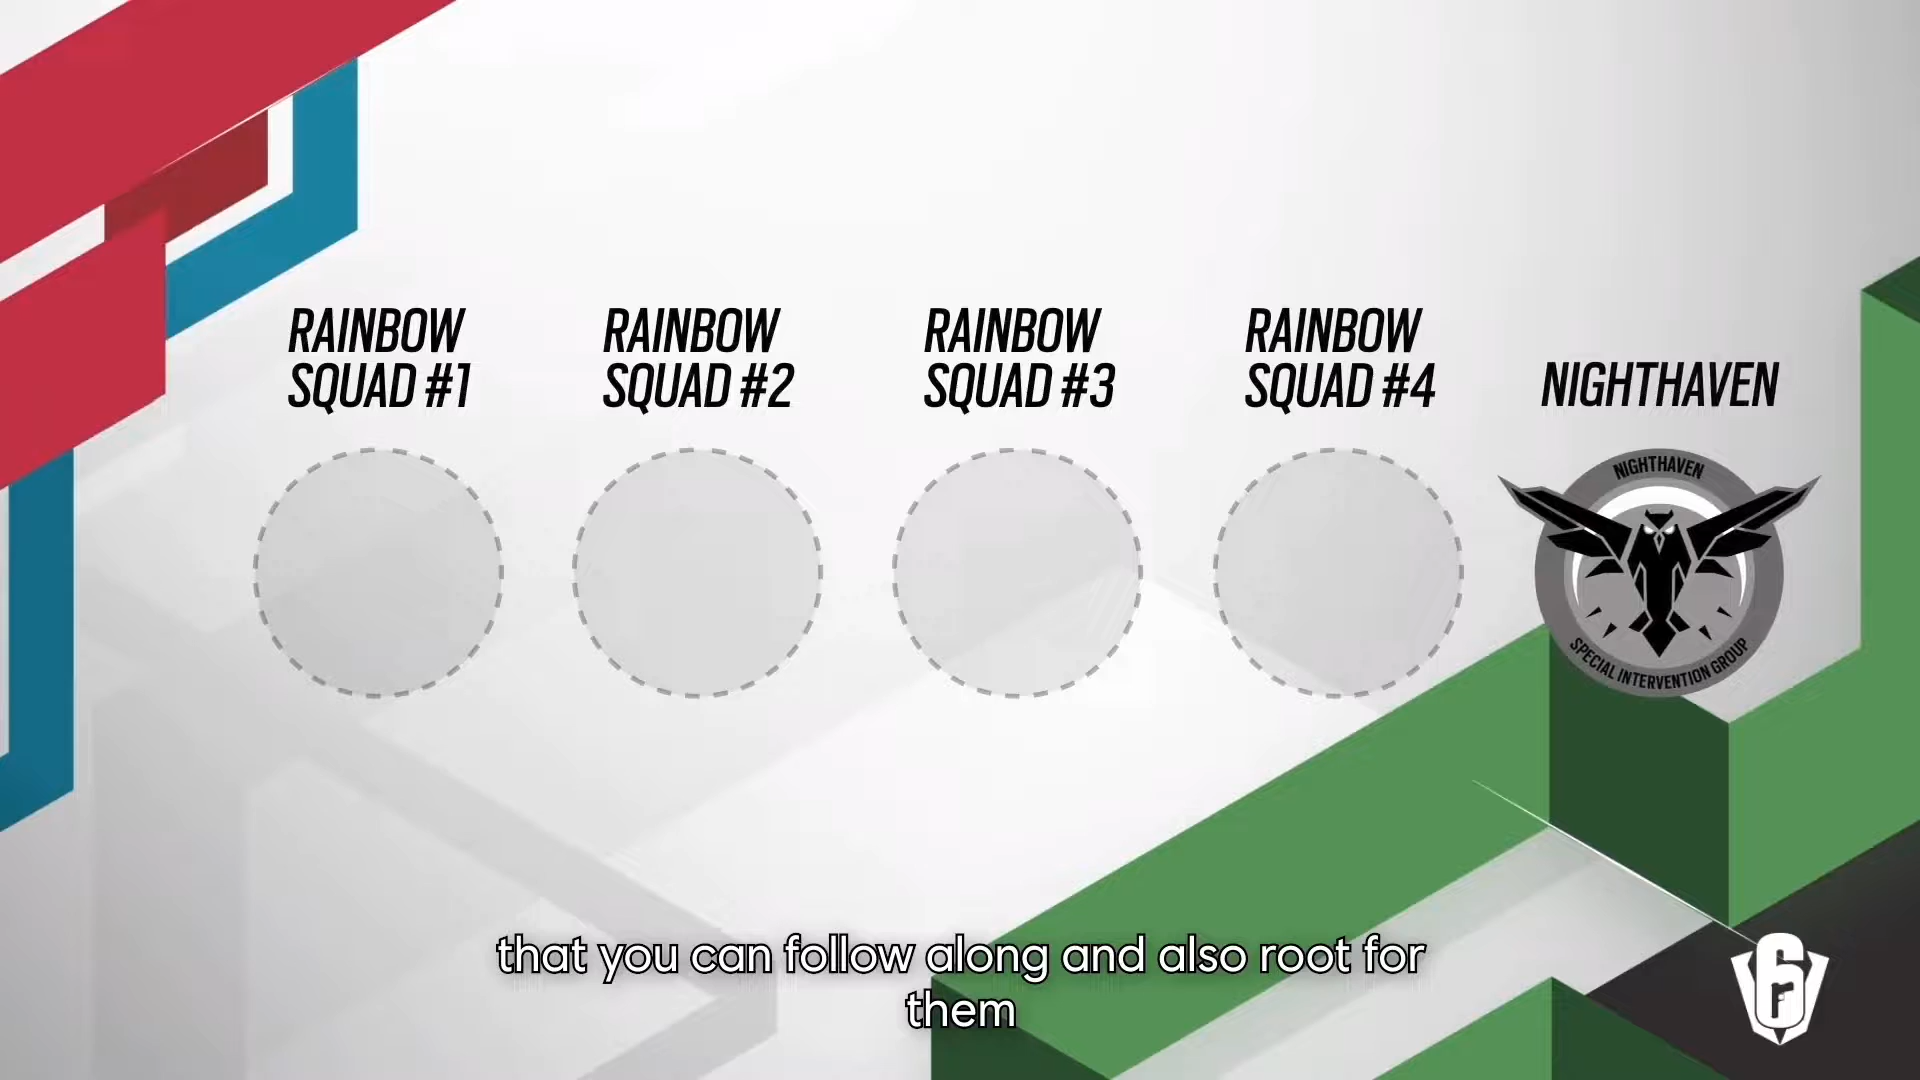 RAINBOW
SQUAD #1
RAINBOW
SQUAD #2
RAINBOW
SQUAD #3
RAINBOW
SQUAD #4
NIGHTHAVEN
NIGHTHAVEN
SPECIAL INTERVENTION GROUP
that you can follow along and also root for
them
6